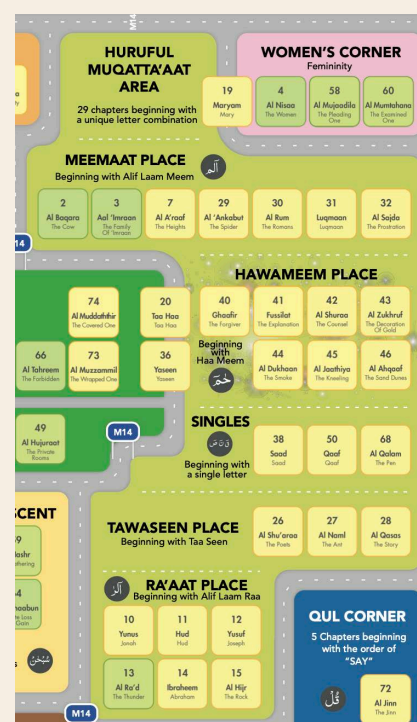 M14
HURUFUL
MUQATTA'AAT
AREA
29 chapters beginning with
a unique letter combination
WOMEN'S CORNER
Femininity
19
Maryam
Mary
4
Al Nisaa
The Women
58
Al Mujaadila
The Pleading
One
60
Al Mumtahana
The Examined
One
MEEMAAT PLACE
Beginning with Alif Laam Meem
الٓمٓ
2
Al Baqara
The Cow
3
Aal 'Imraan
The Family
Of 'Imraan
7
Al A'raaf
The Heights
29
Al 'Ankabut
The Spider
30
Al Rum
The Romans
31
Luqmaan
Luqmaan
32
Al Sajda
The Prostration
14
HAWAMEEM PLACE
74
Al Muddaththir
The Covered One
20
Taa Haa
Taa Haa
40
Ghaafir
The Forgiver
41
Fussilat
The Explanation
42
Al Shuraa
The Counsel
43
Al Zukhruf
The Decoration
Of Gold
66
Al Tahreem
The Forbidden
73
Al Muzzammil
The Wrapped One
36
Yaseen
Yaseen
Beginning
with
Haa Meem
حٰمٓ
44
Al Dukhaan
The Smoke
45
Al Jaathiya
The Kneeling
46
Al Ahqaaf
The Sand Dunes
49
Al Hujuraat
The Private
Rooms
M14
SINGLES
ق ن ص
Beginning with
a single letter
38
Saad
Saad
50
Qaaf
Qaaf
68
Al Qalam
The Pen
SCENT
TAWASEEN PLACE
Beginning with Taa Seen
26
Al Shu'araa
The Poets
27
Al Naml
The Ant
28
Al Qasas
The Story
RA'AAT PLACE
Beginning with Alif Laam Raa
الٓرٰ
10
Yunus
Jonah
11
Hud
Hud
12
Yusuf
Joseph
13
Al Ra'd
The Thunder
14
Ibraheem
Abraham
15
Al Hijr
The Rock
QUL CORNER
5 Chapters beginning
with the order of
"SAY"
قُلْ
72
Al Jinn
The Jinn
M14